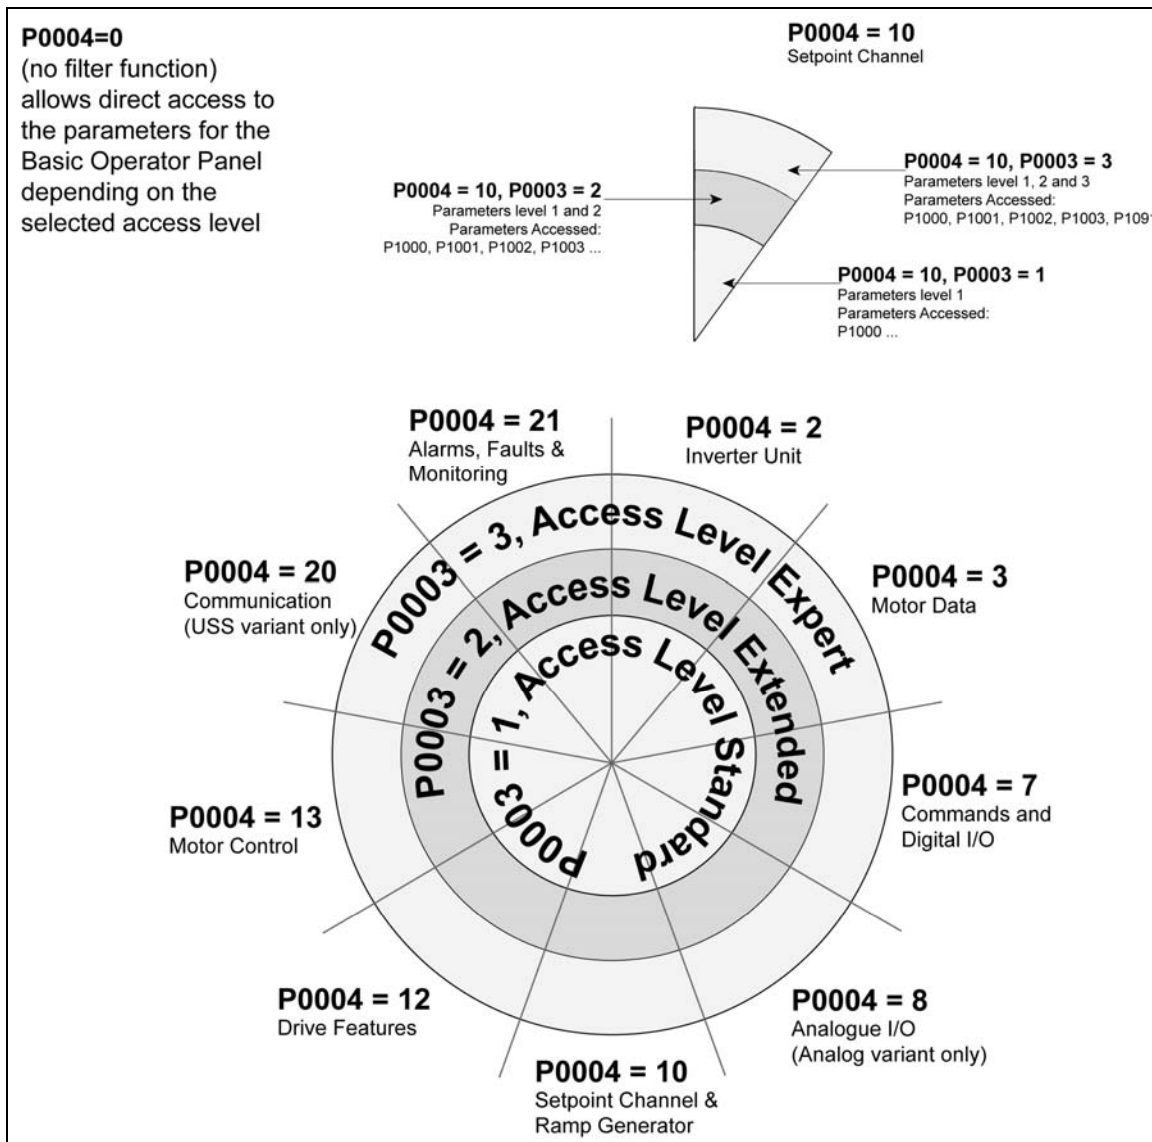 P0004=0
(no filter function)
allows direct access to
the parameters for the
Basic Operator Panel
depending on the
selected access level
P0004 = 10
Setpoint Channel
P0004 = 10, P0003 = 2
Parameters level 1 and 2
Parameters Accessed:
P1000, P1001, P1002, P1003 ...
P0004 = 10, P0003 = 3
Parameters level 1, 2 and 3
Parameters Accessed:
P1000, P1001, P1002, P1003, P1091
P0004 = 10, P0003 = 1
Parameters level 1
Parameters Accessed:
P1000 ...
P0004 = 21
Alarms, Faults &
Monitoring
P0004 = 2
Inverter Unit
P0004 = 20
Communication
(USS variant only)
P0004 = 3
Motor Data
P0003 = 3, Access Level Expert
P0003 = 2, Access Level Extended
P0003 = 1, Access Level Standard
P0004 = 13
Motor Control
P0004 = 7
Commands and
Digital I/O
P0004 = 12
Drive Features
P0004 = 8
Analogue I/O
(Analog variant only)
P0004 = 10
Setpoint Channel &
Ramp Generator